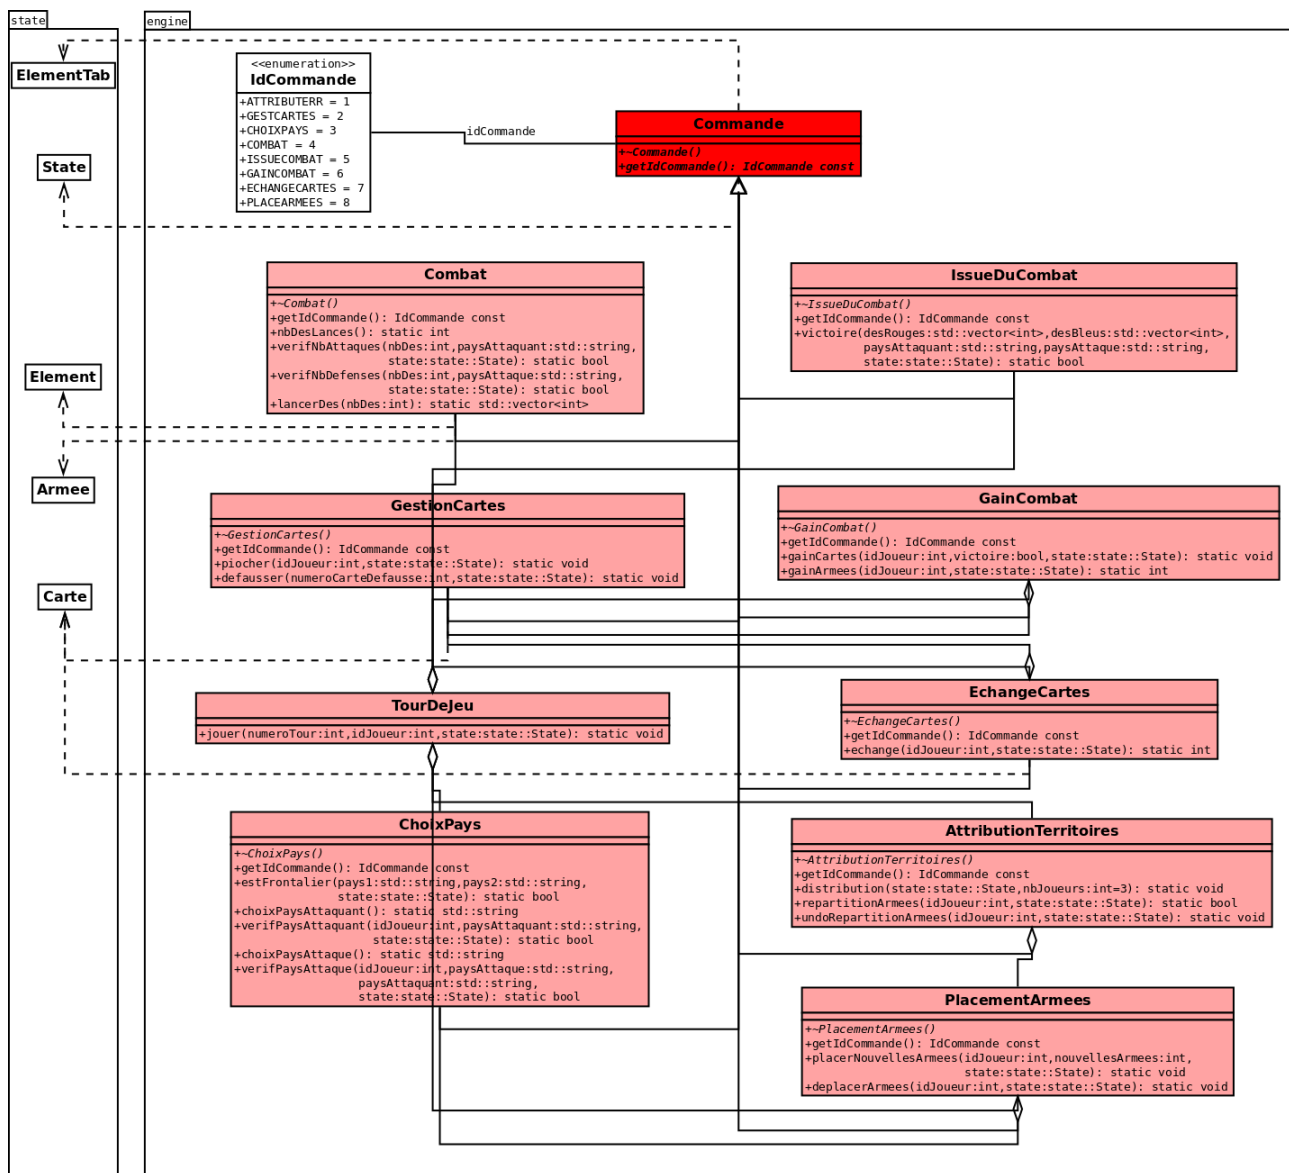 state
engine
ElementTab
State
Element
Armee
Carte
<<enumeration>>
IdCommande
+ATTRIBUTERR = 1
+GESTCARTES = 2
+CHOIXPAYS = 3
+COMBAT = 4
+ISSUECOMBAT = 5
+GAINCOMBAT = 6
+ECHANGECARTES = 7
+PLACEARMEES = 8
idCommande
Commande
+~Commande()
+getIdCommande(): IdCommande const
Combat
+~Combat()
+getIdCommande(): IdCommande const
+nbDesLances(): static int
+verifNbAttaques(nbDes:int,paysAttaquant:std::string,
state:state::State): static bool
+verifNbDefenses(nbDes:int,paysAttaque:std::string,
state:state::State): static bool
+lancerDes(nbDes:int): static std::vector<int>
IssueDuCombat
+~IssueDuCombat()
+getIdCommande(): IdCommande const
+victoire(desRouges:std::vector<int>,desBleus:std::vector<int>,
paysAttaquant:std::string,paysAttaque:std::string,
state:state::State): static bool
GestionCartes
+~GestionCartes()
+getIdCommande(): IdCommande const
+piocher(idJoueur:int,state:state::State): static void
+defausser(numeroCarteDefausse:int,state:state::State): static void
GainCombat
+~GainCombat()
+getIdCommande(): IdCommande const
+gainCartes(idJoueur:int,victoire:bool,state:state::State): static void
+gainArmees(idJoueur:int,state:state::State): static int
TourDeJeu
+jouer(numeroTour:int,idJoueur:int,state:state::State): static void
EchangeCartes
+~EchangeCartes()
+getIdCommande(): IdCommande const
+echange(idJoueur:int,state:state::State): static int
ChoixPays
+~ChoixPays()
+getIdCommande(): IdCommande const
+estFrontalier(pays1:std::string,pays2:std::string,
state:state::State): static bool
+choixPaysAttaquant(): static std::string
+verifPaysAttaquant(idJoueur:int,paysAttaquant:std::string,
state:state::State): static bool
+choixPaysAttaque(): static std::string
+verifPaysAttaque(idJoueur:int,paysAttaque:std::string,
paysAttaquant:std::string,
state:state::State): static bool
AttributionTerritoires
+~AttributionTerritoires()
+getIdCommande(): IdCommande const
+distribution(state:state::State,nbJoueurs:int=3): static void
+repartitionArmees(idJoueur:int,state:state::State): static bool
+undoRepartitionArmees(idJoueur:int,state:state::State): static void
PlacementArmees
+~PlacementArmees()
+getIdCommande(): IdCommande const
+placerNouvellesArmees(idJoueur:int,nouvellesArmees:int,
state:state::State): static void
+deplacerArmees(idJoueur:int,state:state::State): static void